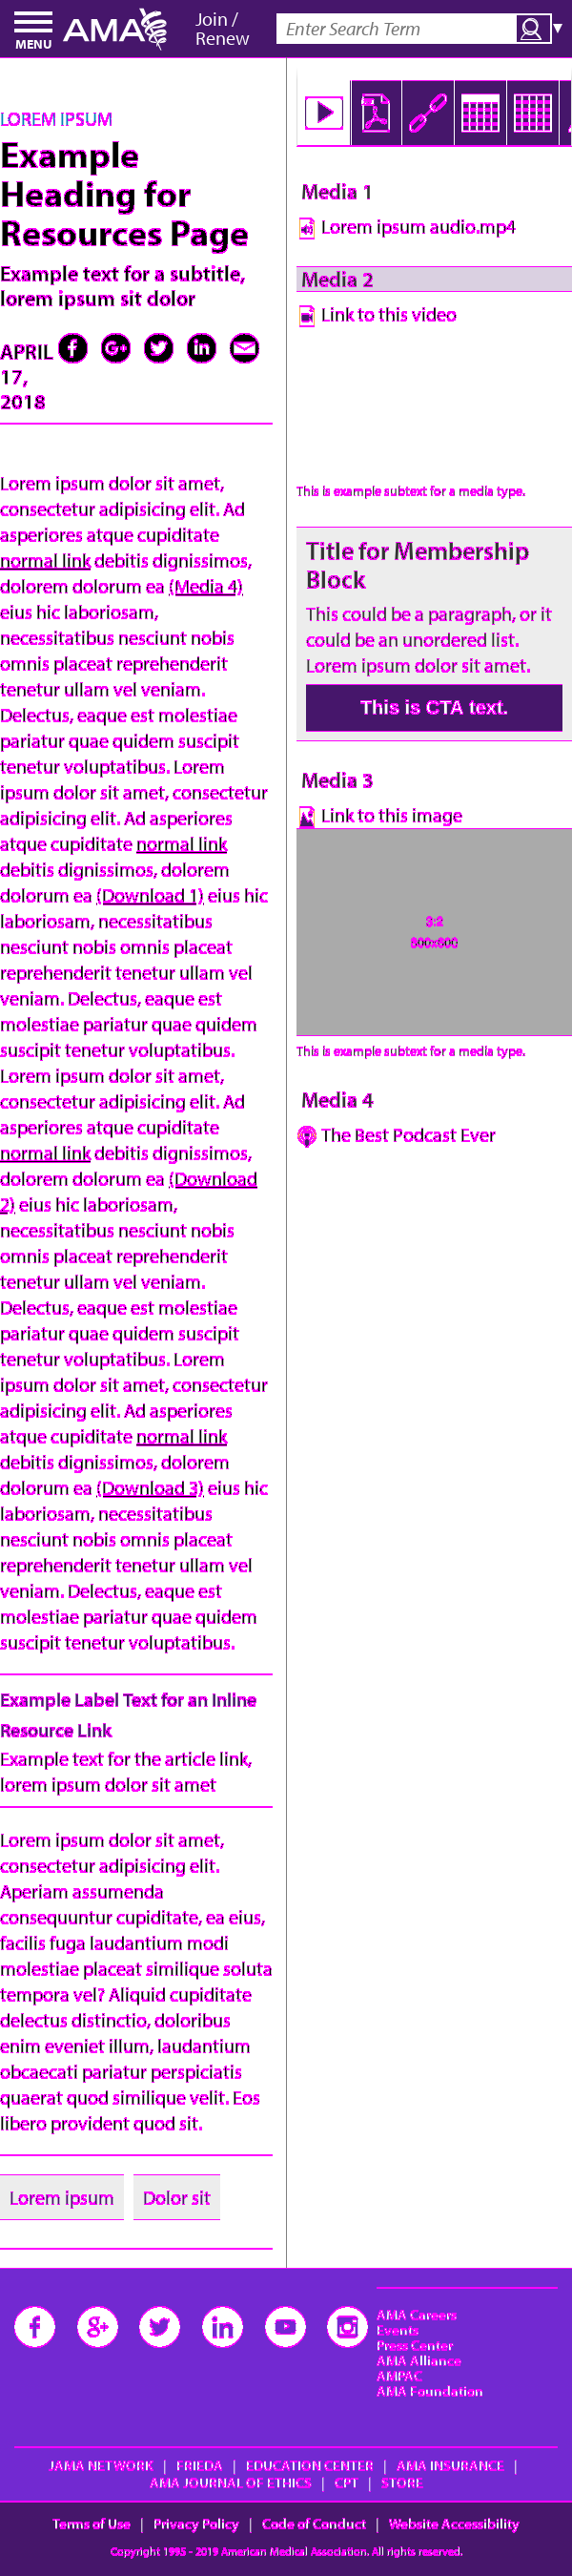 MENU
AMA
Join /
Renew
Enter Search Term
LOREM IPSUM
Example
Heading for
Resources Page
Example text for a subtitle,
lorem ipsum sit dolor
APRIL
17,
2018
Lorem ipsum dolor sit amet,
consectetur adipisicing elit. Ad
asperiores atque cupiditate
normal link debitis dignissimos,
dolorem dolorum ea (Media 4)
eius hic laboriosam,
necessitatibus nesciunt nobis
omnis placeat reprehenderit
tenetur ullam vel veniam.
Delectus, eaque est molestiae
pariatur quae quidem suscipit
tenetur voluptatibus. Lorem
ipsum dolor sit amet, consectetur
adipisicing elit. Ad asperiores
atque cupiditate normal link
debitis dignissimos, dolorem
dolorum ea (Download 1) eius hic
laboriosam, necessitatibus
nesciunt nobis omnis placeat
reprehenderit tenetur ullam vel
veniam. Delectus, eaque est
molestiae pariatur quae quidem
suscipit tenetur voluptatibus.
Lorem ipsum dolor sit amet,
consectetur adipisicing elit. Ad
asperiores atque cupiditate
normal link debitis dignissimos,
dolorem dolorum ea (Download
2) eius hic laboriosam,
necessitatibus nesciunt nobis
omnis placeat reprehenderit
tenetur ullam vel veniam.
Delectus, eaque est molestiae
pariatur quae quidem suscipit
tenetur voluptatibus. Lorem
ipsum dolor sit amet, consectetur
adipisicing elit. Ad asperiores
atque cupiditate normal link
debitis dignissimos, dolorem
dolorum ea (Download 3) eius hic
laboriosam, necessitatibus
nesciunt nobis omnis placeat
reprehenderit tenetur ullam vel
veniam. Delectus, eaque est
molestiae pariatur quae quidem
suscipit tenetur voluptatibus.
Example Label Text for an Inline
Resource Link
Example text for the article link,
lorem ipsum dolor sit amet
Lorem ipsum dolor sit amet,
consectetur adipisicing elit.
Aperiam assumenda
consequuntur cupiditate, ea eius,
facilis fuga laudantium modi
molestiae placeat similique soluta
tempora vel? Aliquid cupiditate
delectus distinctio, doloribus
enim eveniet illum, laudantium
obcaecati pariatur perspiciatis
quaerat quod similique velit. Eos
libero provident quod sit.
Lorem ipsum
Dolor sit
Media 1
Lorem ipsum audio.mp4
Media 2
Link to this video
This is example subtext for a media type.
Title for Membership
Block
This could be a paragraph, or it
could be an unordered list.
Lorem ipsum dolor sit amet.
This is CTA text.
Media 3
Link to this image
3:2
800x600
This is example subtext for a media type.
Media 4
The Best Podcast Ever
AMA Careers
Events
Press Center
AMA Alliance
AMPAC
AMA Foundation
JAMA NETWORK | FRIEDA | EDUCATION CENTER | AMA INSURANCE |
AMA JOURNAL OF ETHICS | CPT | STORE
Terms of Use | Privacy Policy | Code of Conduct | Website Accessibility
Copyright 1995 - 2019 American Medical Association. All rights reserved.